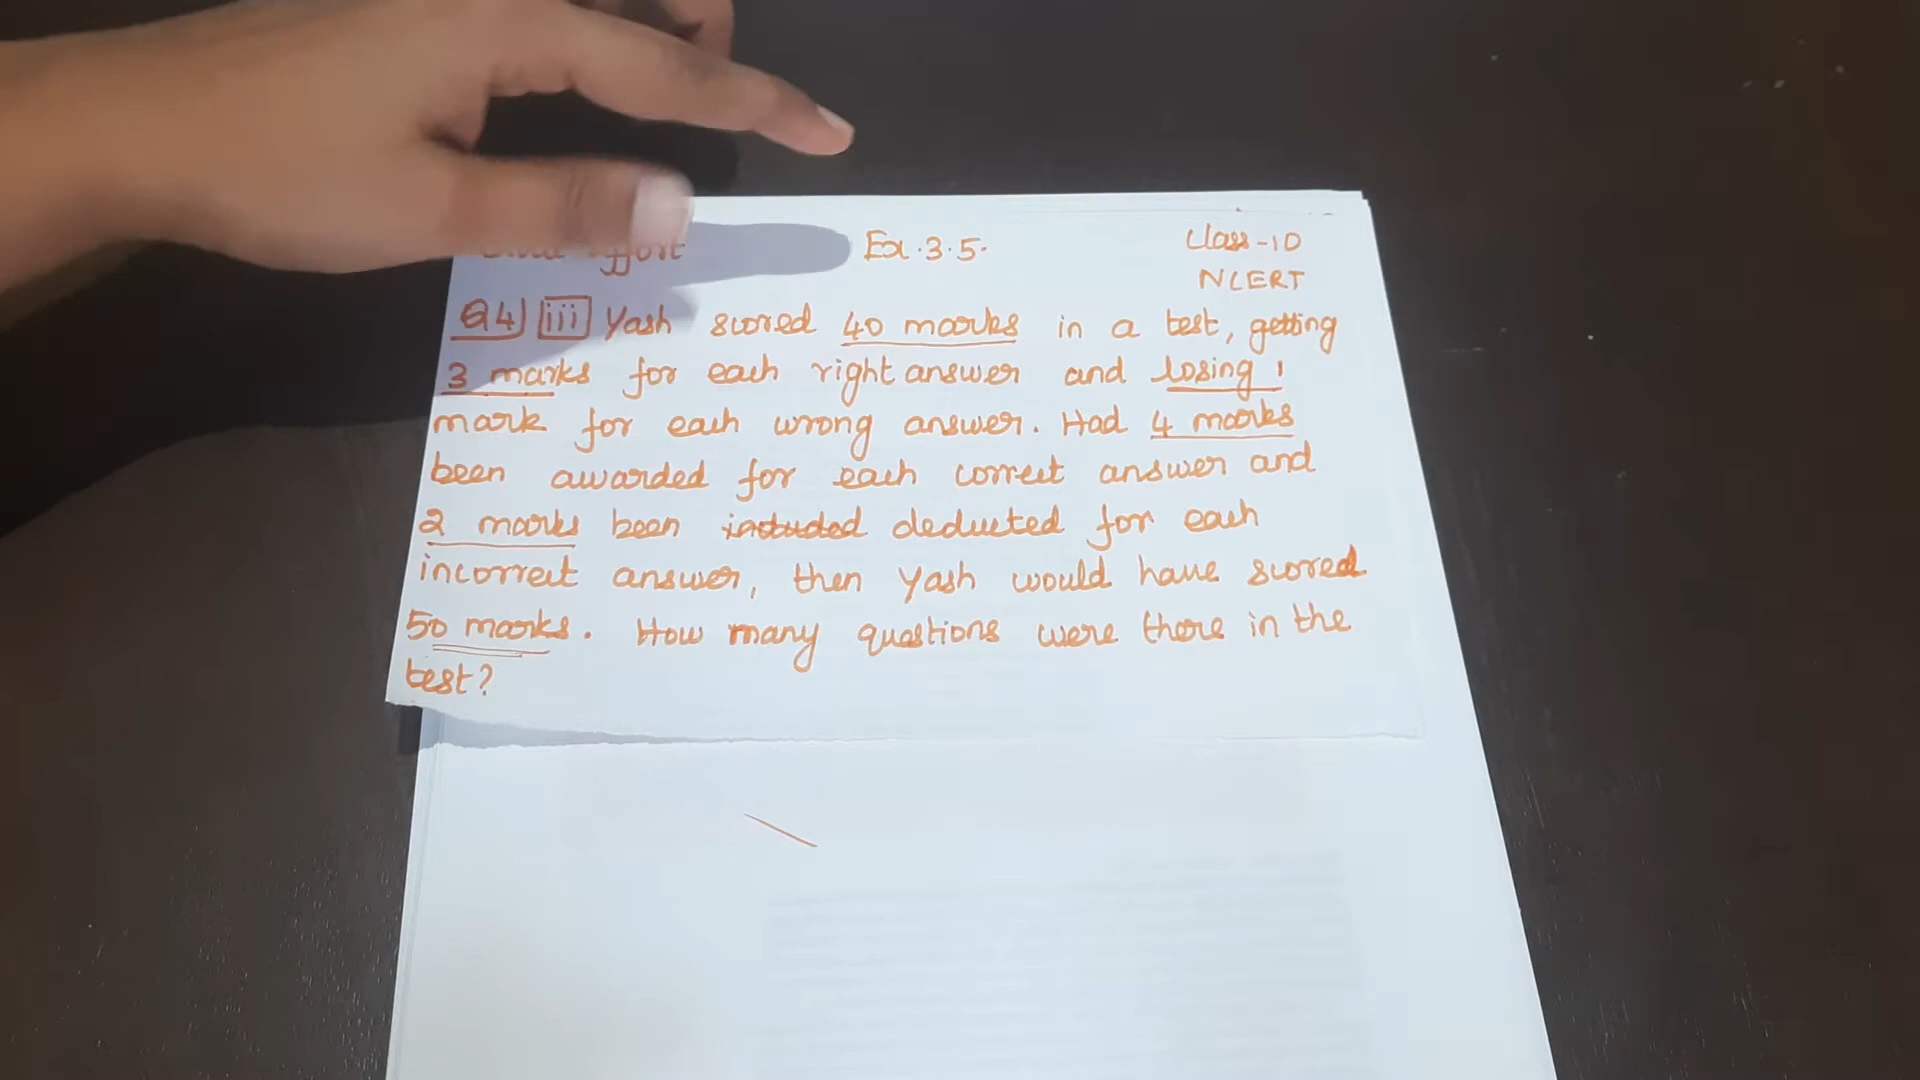 Ex.3.5.
Class-10
NCERT
Q4) iii Yash scored 40 marks in a test, getting
3 marks for each right answer and losing 1
mark for each wrong answer. Had 4 marks
been awarded for each correct answer and
2 marks been included deducted for each
incorrect answer, then Yash would have scored
50 marks. How many questions were there in the
test?